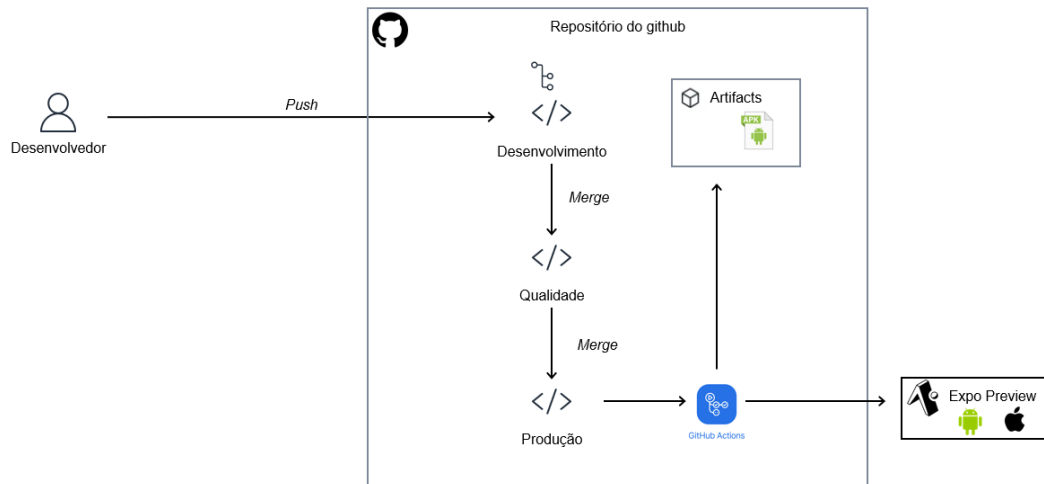 Repositório do github
Push
Desenvolvedor
Desenvolvimento
Merge
Qualidade
Merge
Produção
GitHub Actions
Artifacts
APK
Expo Preview